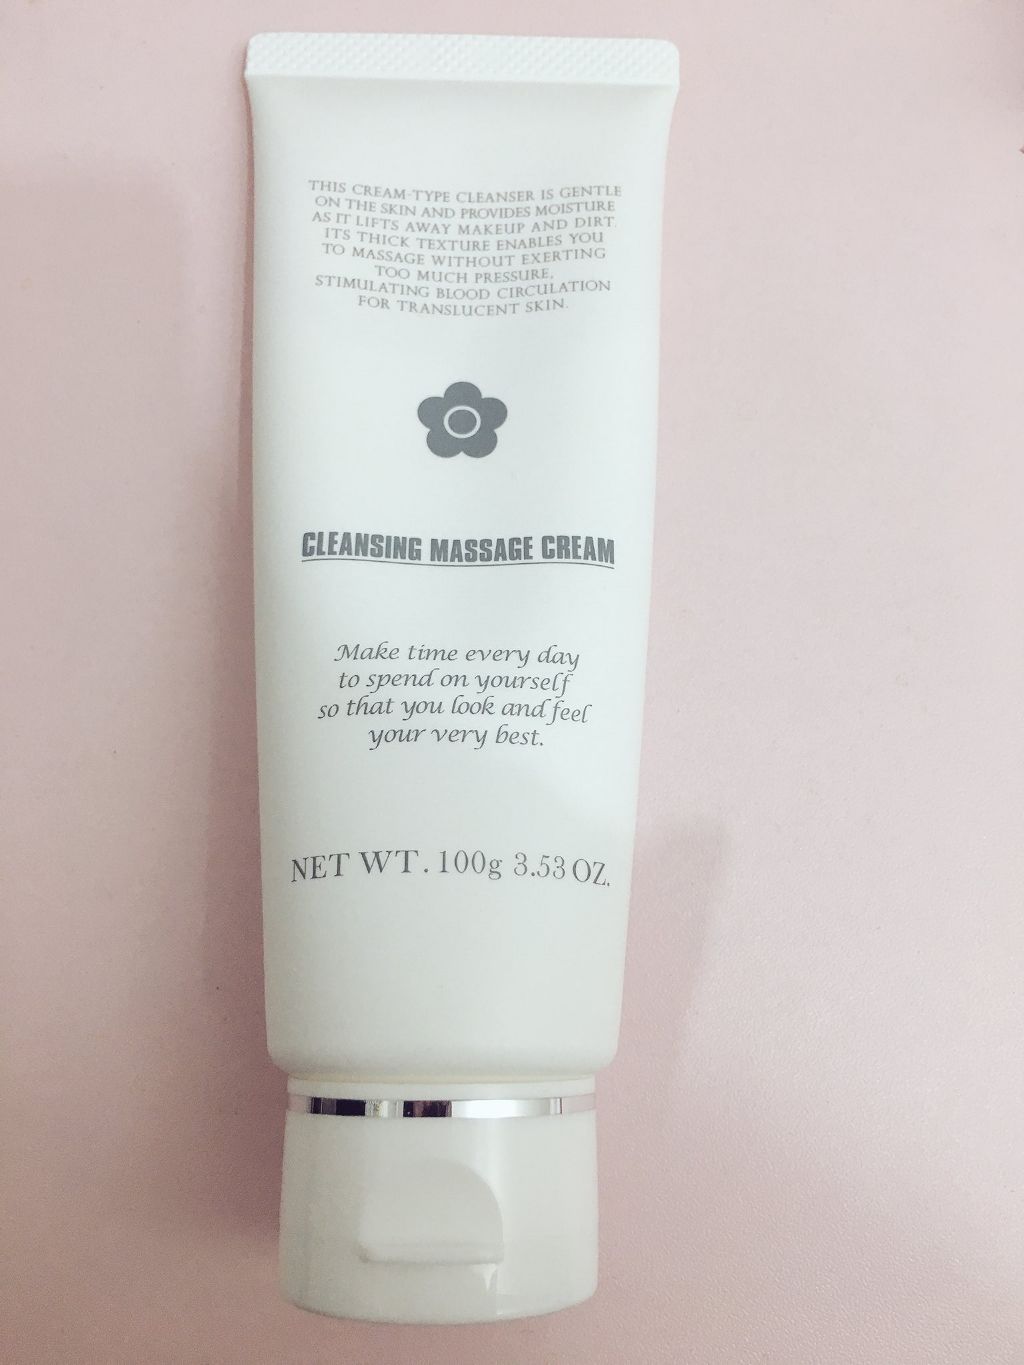 THIS CREAM-TYPE CLEANSER IS GENTLE
ON THE SKIN AND PROVIDES MOISTURE
AS IT LIFTS AWAY MAKEUP AND DIRT.
ITS THICK TEXTURE ENABLES YOU
TO MASSAGE WITHOUT EXERTING
TOO MUCH PRESSURE,
STIMULATING BLOOD CIRCULATION
FOR TRANSLUCENT SKIN.
CLEANSING MASSAGE CREAM
Make time every day
to spend on yourself
so that you look and feel
your very best.
NET WT. 100g 3.53 OZ.